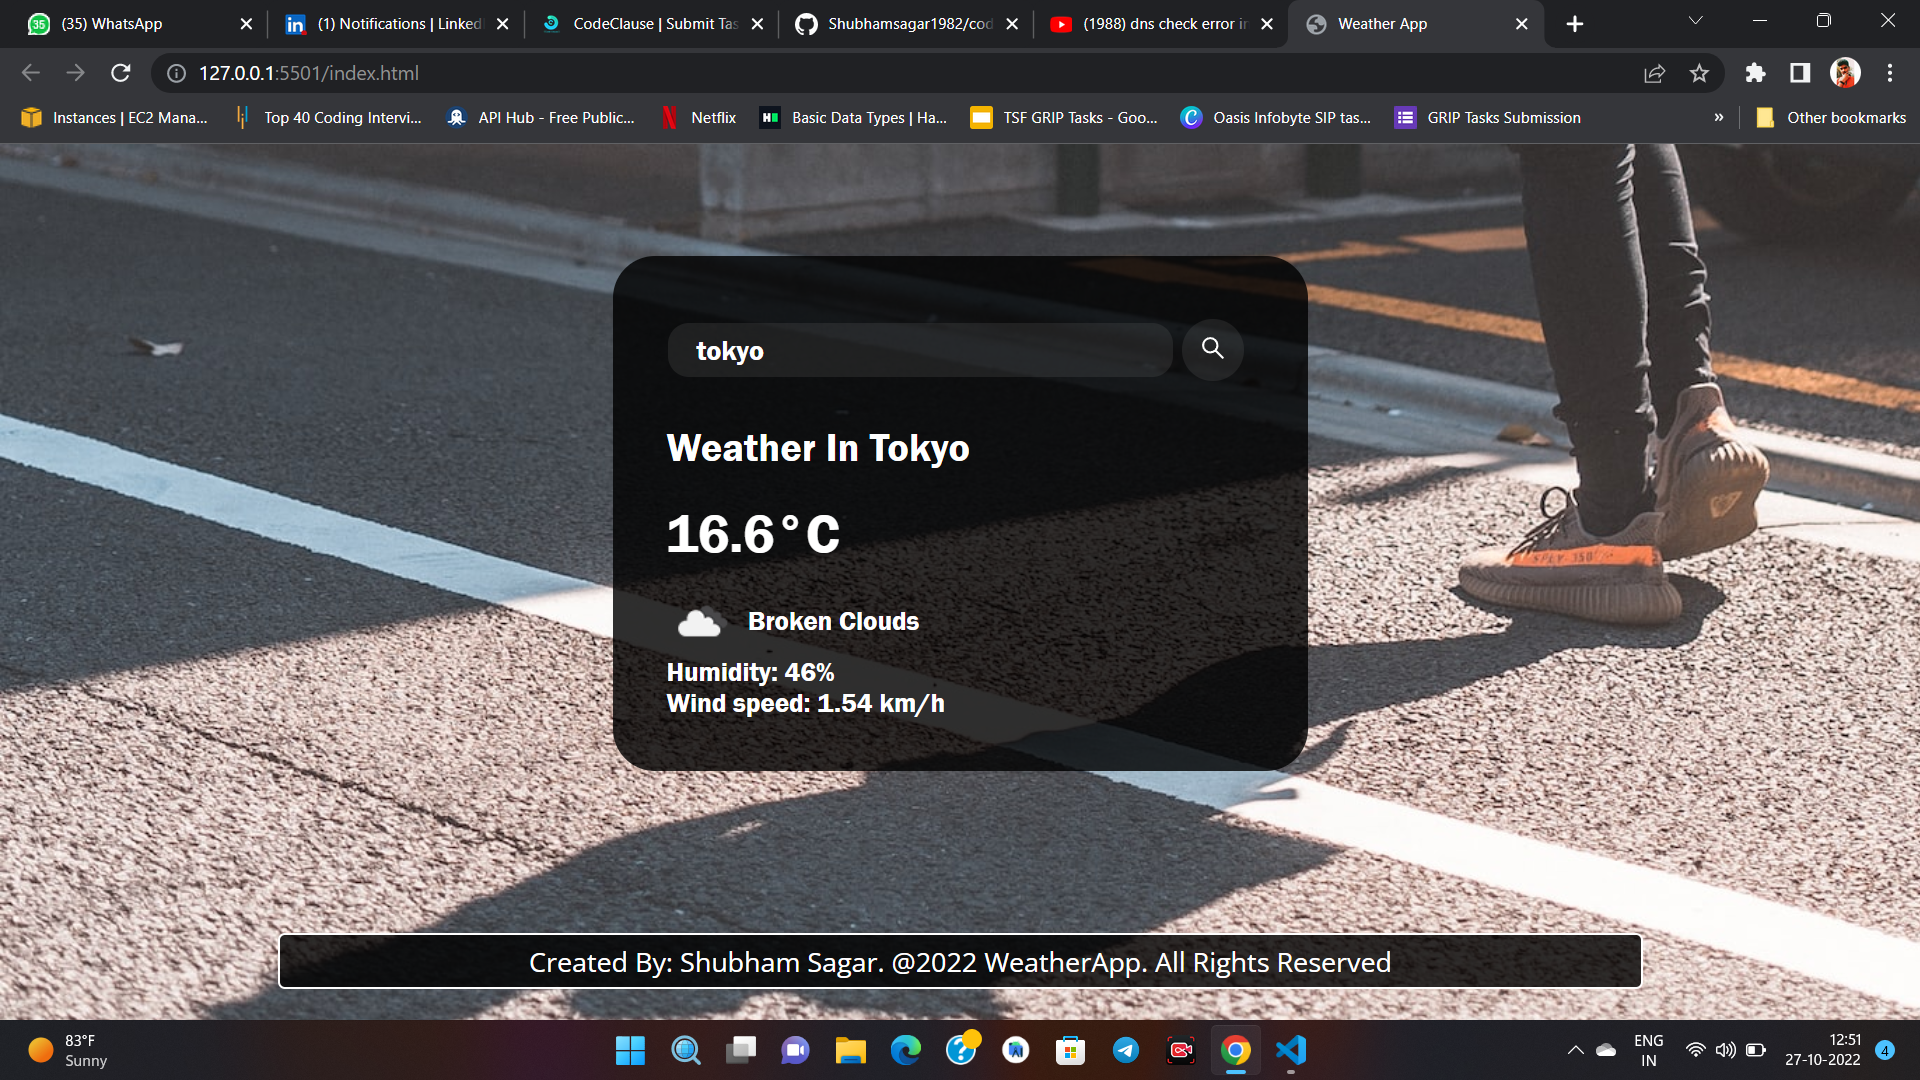 35
(35) WhatsApp
(1) Notifications | Linked
CodeClause | Submit Tas
Shubhamsagar1982/cod
(1988) dns check error in
Weather App
127.0.0.1:5501/index.html
Instances | EC2 Mana...
Top 40 Coding Intervi...
API Hub - Free Public...
Netflix
Basic Data Types | Ha...
TSF GRIP Tasks - Goo...
Oasis Infobyte SIP tas...
GRIP Tasks Submission
»
Other bookmarks
tokyo
Weather In Tokyo
16.6°C
Broken Clouds
Humidity: 46%
Wind speed: 1.54 km/h
Created By: Shubham Sagar. @2022 WeatherApp. All Rights Reserved
83°F
Sunny
ENG
IN
12:51
27-10-2022
4